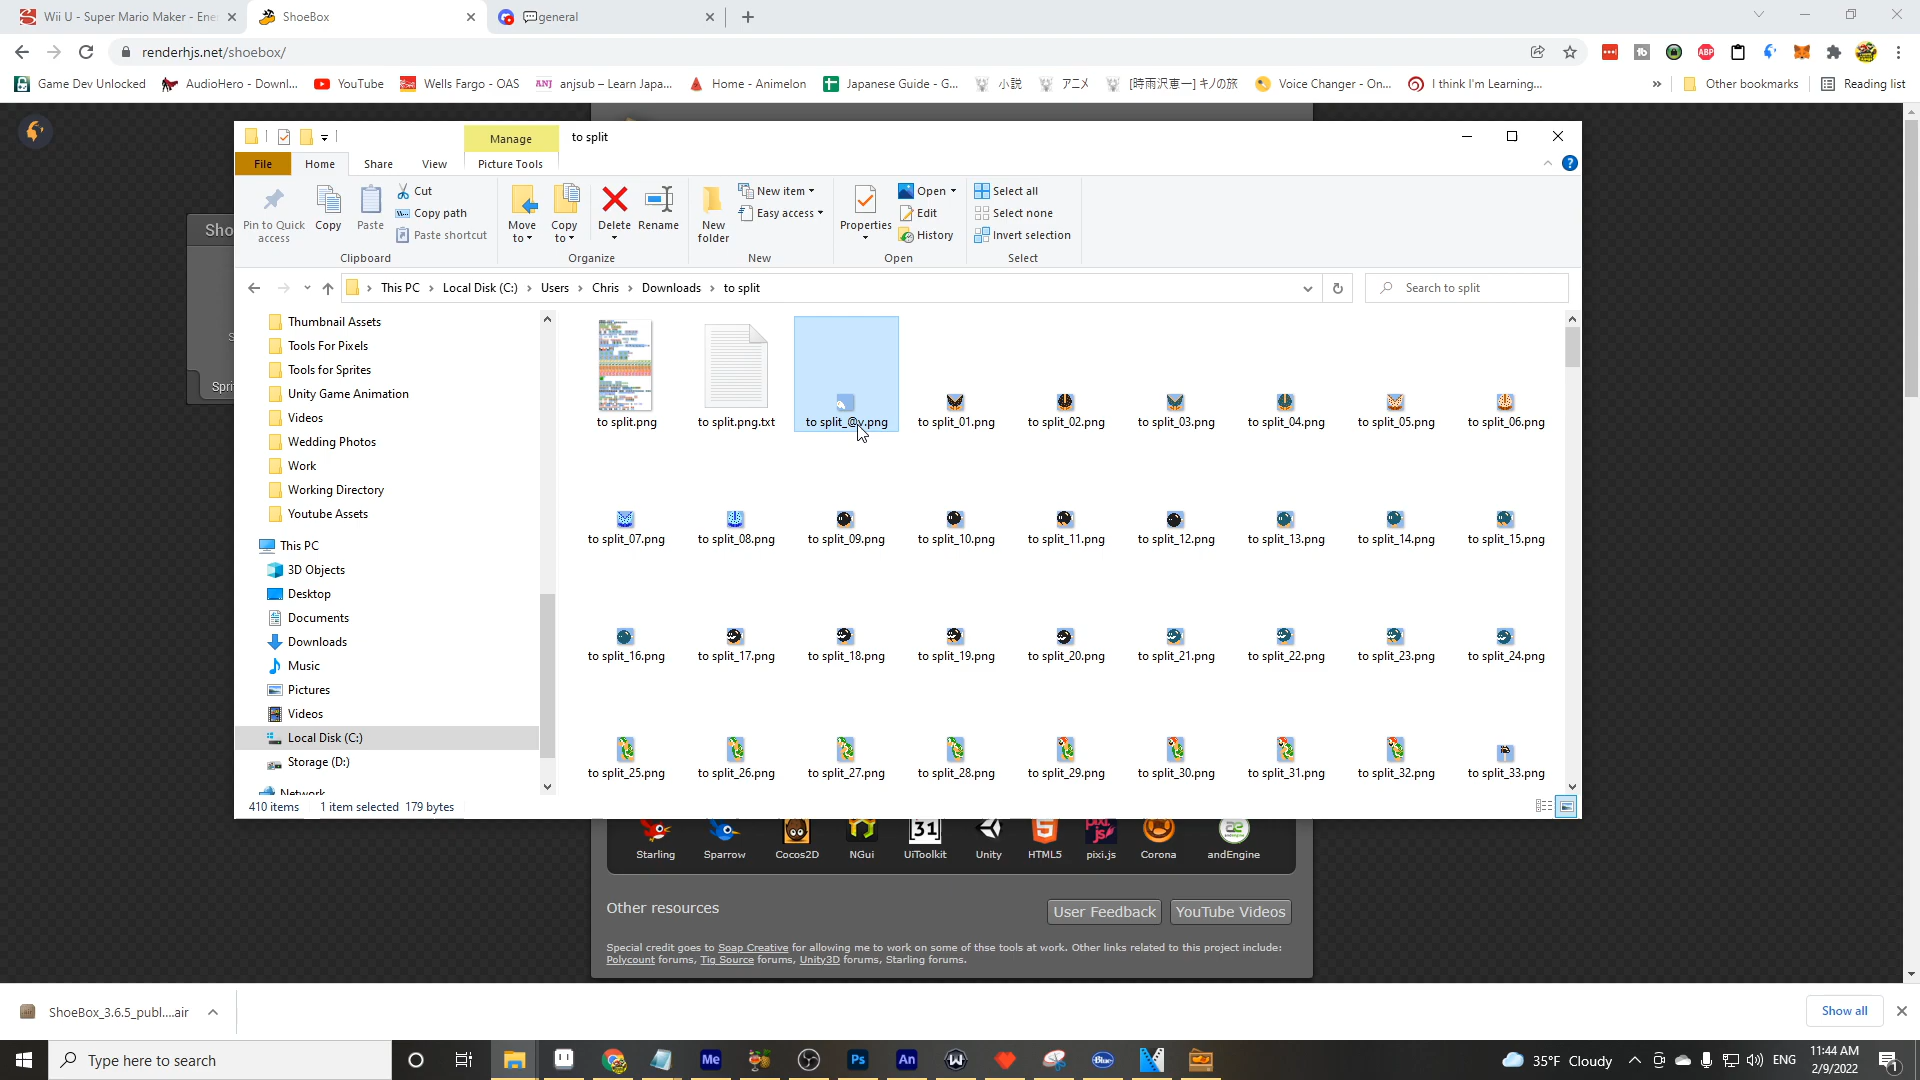 Wii U - Super Mario Maker - Ene
ShoeBox
general
renderhjs.net/shoebox/
Game Dev Unlocked
AudioHero - Downl...
YouTube
Wells Fargo - OAS
ANJ anjsub – Learn Japa...
Home - Animelon
Japanese Guide - G...
小説
アニメ
[時雨沢恵一] キノの旅
Voice Changer - On...
I think I'm Learning...
»
Other bookmarks
Reading list
Manage
to split
File
Home
Share
View
Picture Tools
Pin to Quick access
Copy
Paste
Cut
Copy path
Paste shortcut
Clipboard
Move to
Copy to
Delete
Rename
Organize
New folder
New item
Easy access
New
Properties
Open
Edit
History
Open
Select all
Select none
Invert selection
Select
This PC > Local Disk (C:) > Users > Chris > Downloads > to split
Search to split
Sho
Spri
Thumbnail Assets
Tools For Pixels
Tools for Sprites
Unity Game Animation
Videos
Wedding Photos
Work
Working Directory
Youtube Assets
This PC
3D Objects
Desktop
Documents
Downloads
Music
Pictures
Videos
Local Disk (C:)
Storage (D:)
Network
to split.png
to split.png.txt
to split_@v.png
to split_01.png
to split_02.png
to split_03.png
to split_04.png
to split_05.png
to split_06.png
to split_07.png
to split_08.png
to split_09.png
to split_10.png
to split_11.png
to split_12.png
to split_13.png
to split_14.png
to split_15.png
to split_16.png
to split_17.png
to split_18.png
to split_19.png
to split_20.png
to split_21.png
to split_22.png
to split_23.png
to split_24.png
to split_25.png
to split_26.png
to split_27.png
to split_28.png
to split_29.png
to split_30.png
to split_31.png
to split_32.png
to split_33.png
410 items
1 item selected 179 bytes
Starling
Sparrow
Cocos2D
NGui
31
UiToolkit
Unity
HTML5
pixi.js
Corona
andEngine
Other resources
User Feedback
YouTube Videos
Special credit goes to Soap Creative for allowing me to work on some of thse tools at work. Other links related to this project include:
Polycount forums, Tig Source forums, Unity3D forums, Starling forums.
ShoeBox_3.6.5_publ....air
Show all
Type here to search
Me
Ps
An
Blue
35°F Cloudy
ENG
11:44 AM
2/9/2022
1